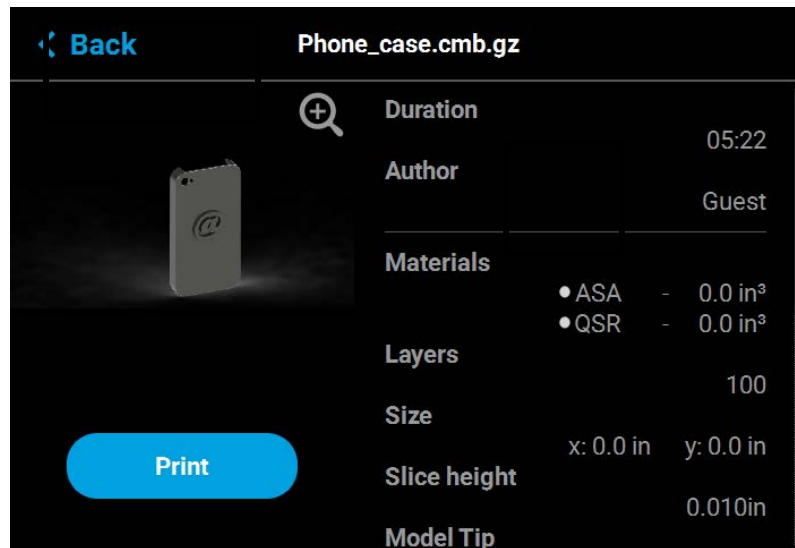 Back
Phone_case.cmb.gz
Duration
05:22
Author
Guest
Materials
● ASA - 0.0 in³
● QSR - 0.0 in³
Layers
100
Size
x: 0.0 in y: 0.0 in
Slice height
0.010in
Model Tip
Print
@